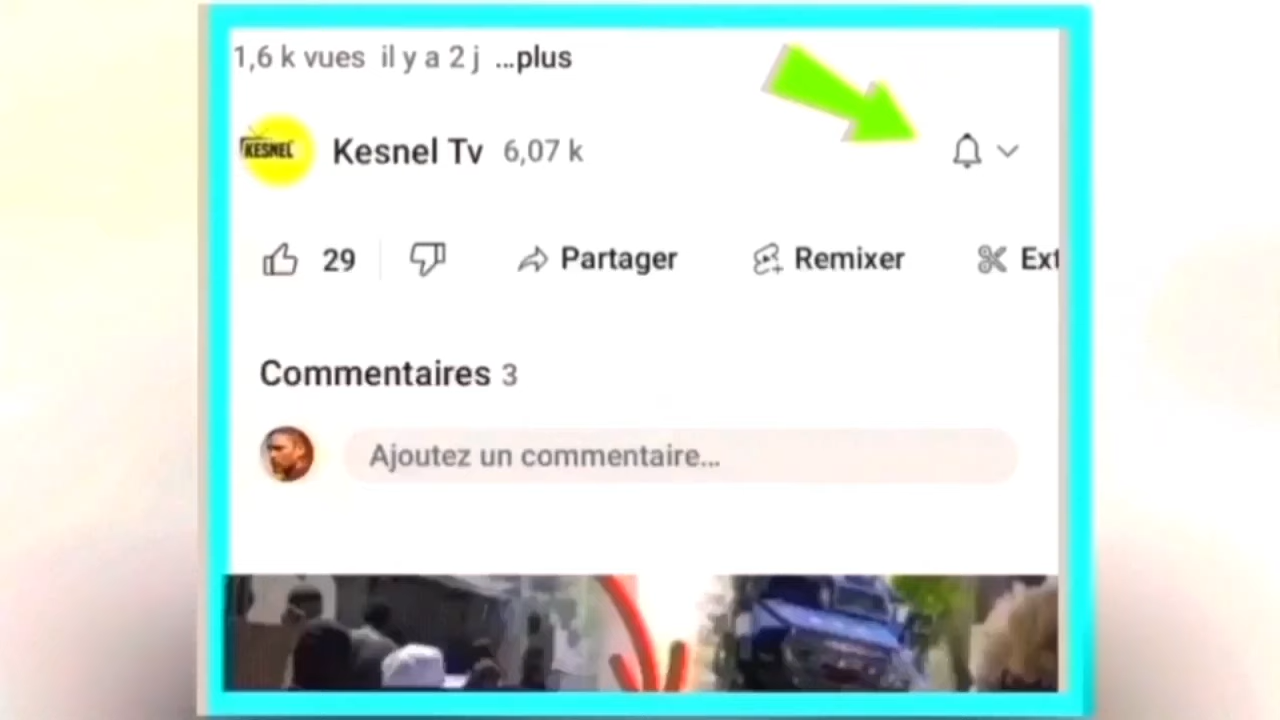 1,6 k vues il y a 2 j ...plus
KESNEL
Kesnel Tv 6,07 k
29 Partager Remixer Ext
Commentaires 3
Ajoutez un commentaire...